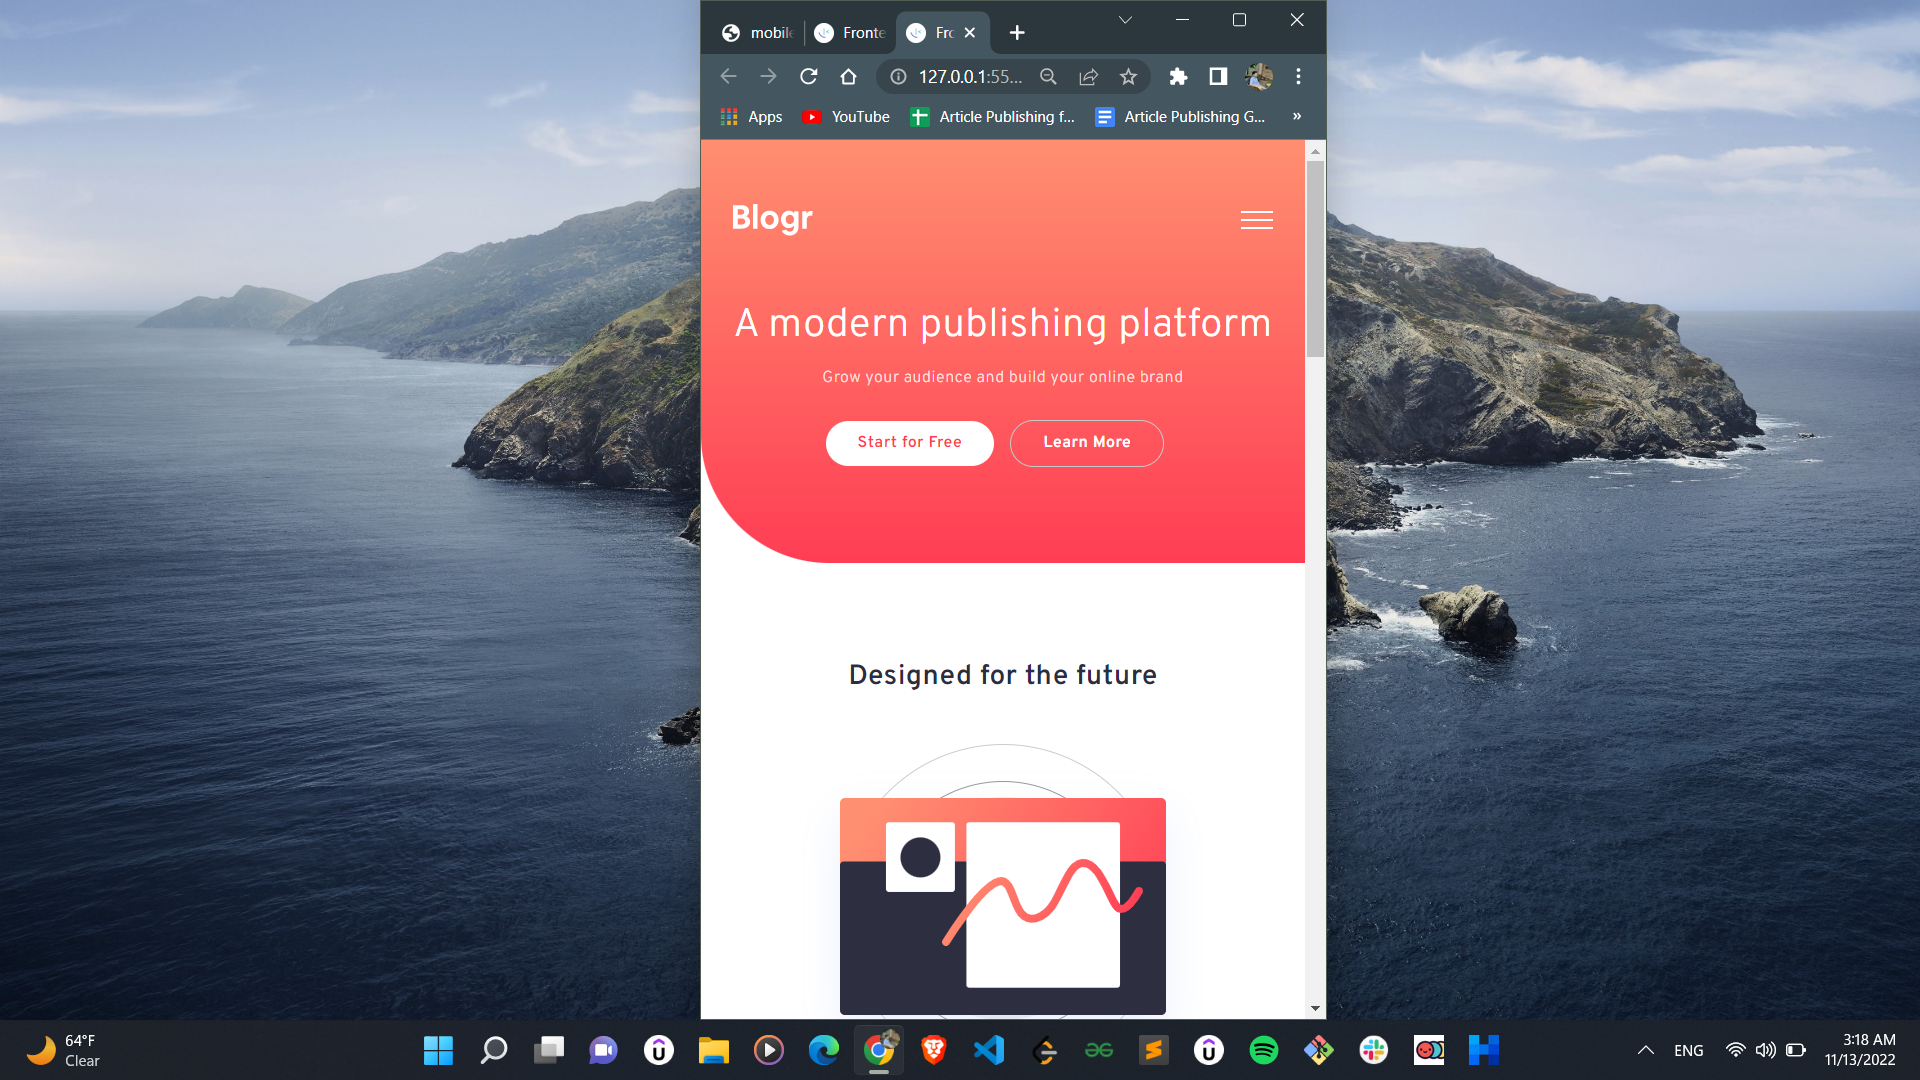 mobile
Fronte
Fro
127.0.0.1:55...
Apps
YouTube
Article Publishing f...
Article Publishing G...
»
Blogr
A modern publishing platform
Grow your audience and build your online brand
Start for Free
Learn More
Designed for the future
64°F
Clear
ENG
3:18 AM
11/13/2022